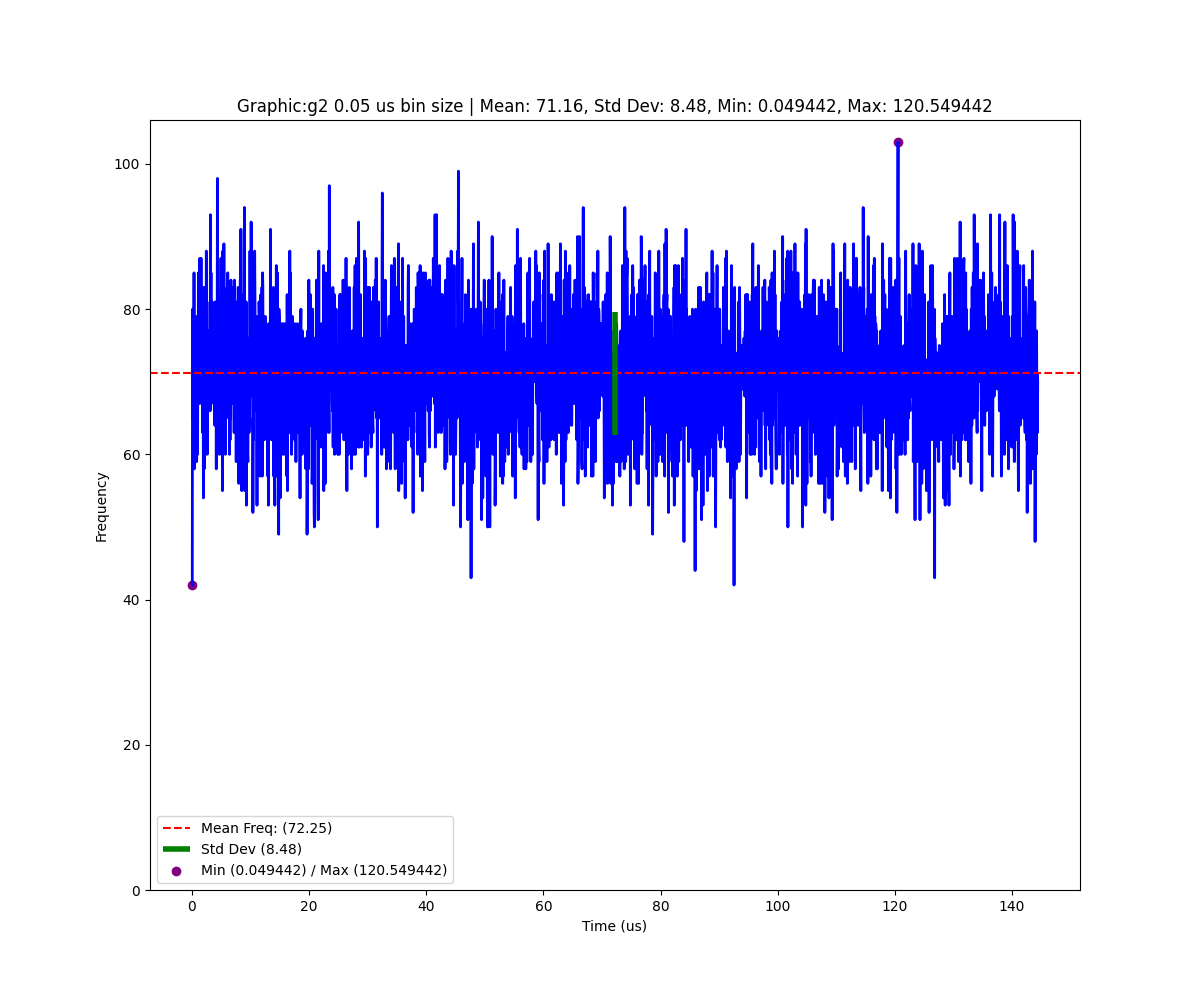 Graphic:g2 0.05 us bin size | Mean: 71.16, Std Dev: 8.48, Min: 0.049442, Max: 120.549442
100
80
60
40
20
0
Frequency
Mean Freq: (72.25)
Std Dev (8.48)
Min (0.049442) / Max (120.549442)
0 20 40 60 80 100 120 140
Time (us)